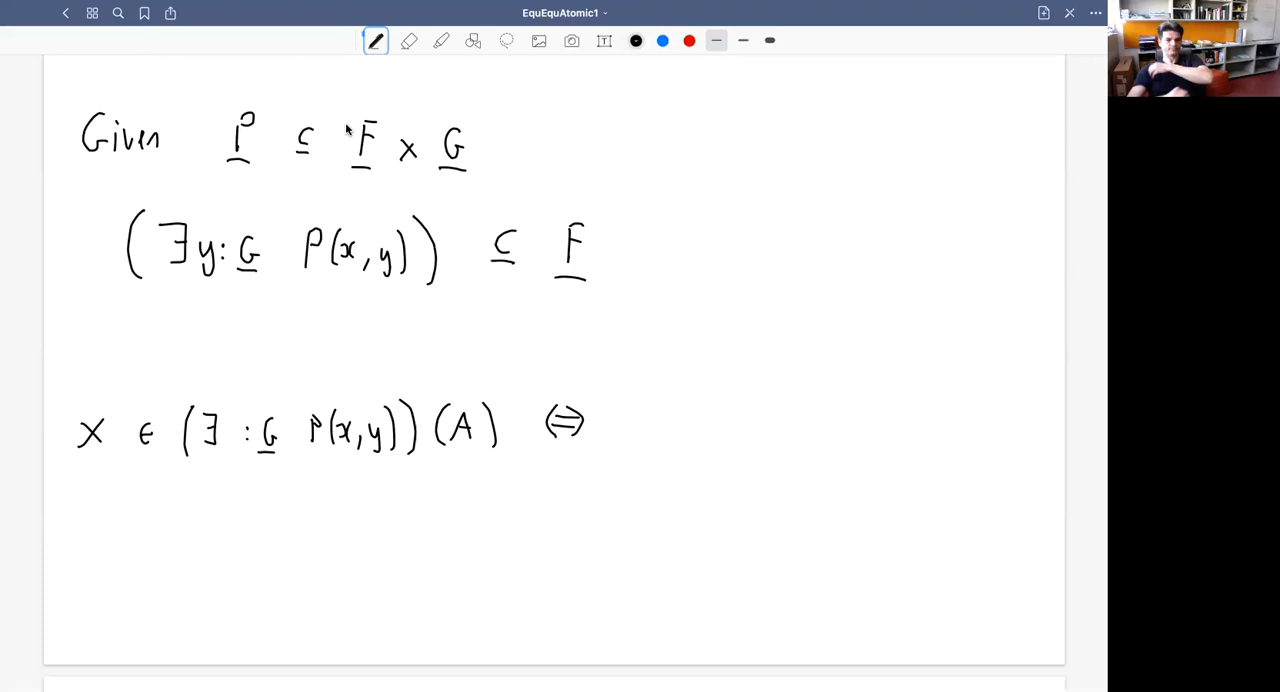 EquEquAtomic1
Given P ⊆ F × G
(∃y:G P(x,y)) ⊆ F
x ∈ (∃ :G P(x,y))(A) ⇔